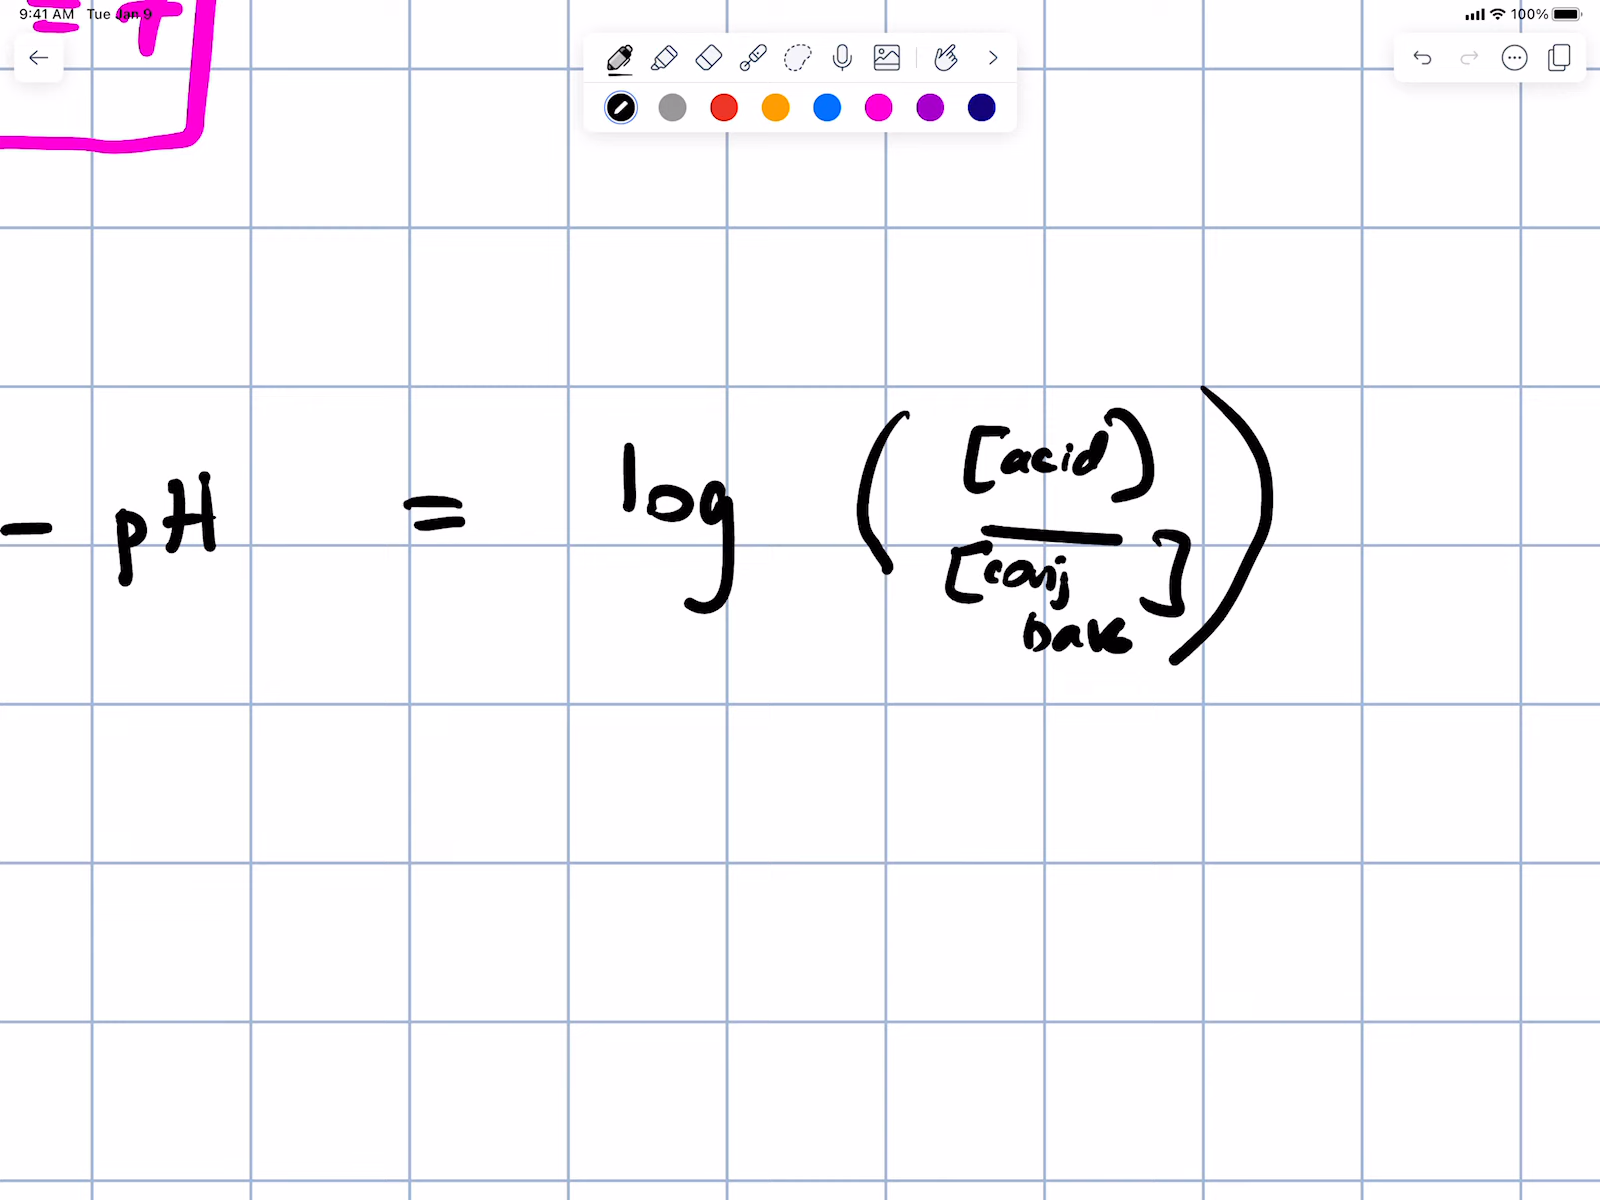 9:41 AM Tue Jan 9
100%
- pH = log ( [acid]
[conj base] )